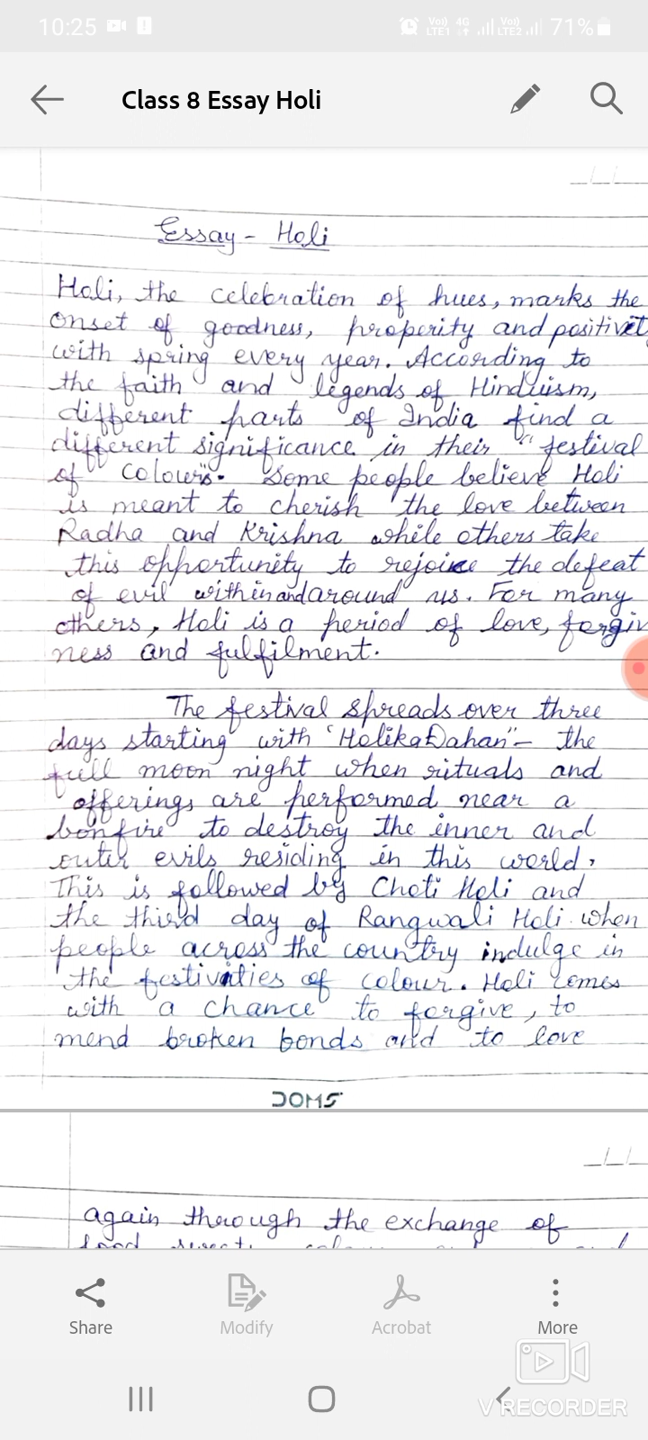 10:25
Vo)) LTE1 4G Vo)) LTE2 71%
Class 8 Essay Holi
Essay - Holi
Holi, the celebration of hues, marks the
onset of goodness, properity and positivit
with spring every year. According to
the faith and legends of Hinduism,
different parts of India find a
different significance in their "festival
of colours". Some people believe Holi
is meant to cherish the love between
Radha and Krishna while others take
this opportunity to rejoice the defeat
of evil within and around us. For many
others, Holi is a period of love, forgiv
ness and fulfilment.
The festival spreads over three
days starting with 'Holika Dahan" - the
full moon night when rituals and
offerings are performed near a
bonfire to destroy the inner and
outer evils residing in this world.
This is followed by Choti Holi and
the third day of Rangwali Holi when
people across the country indulge in
the festivities of colour. Holi comes
with a chance to forgive, to
mend broken bonds and to love
DOMS
again through the exchange of
food
Share
Modify
Acrobat
More
V RECORDER